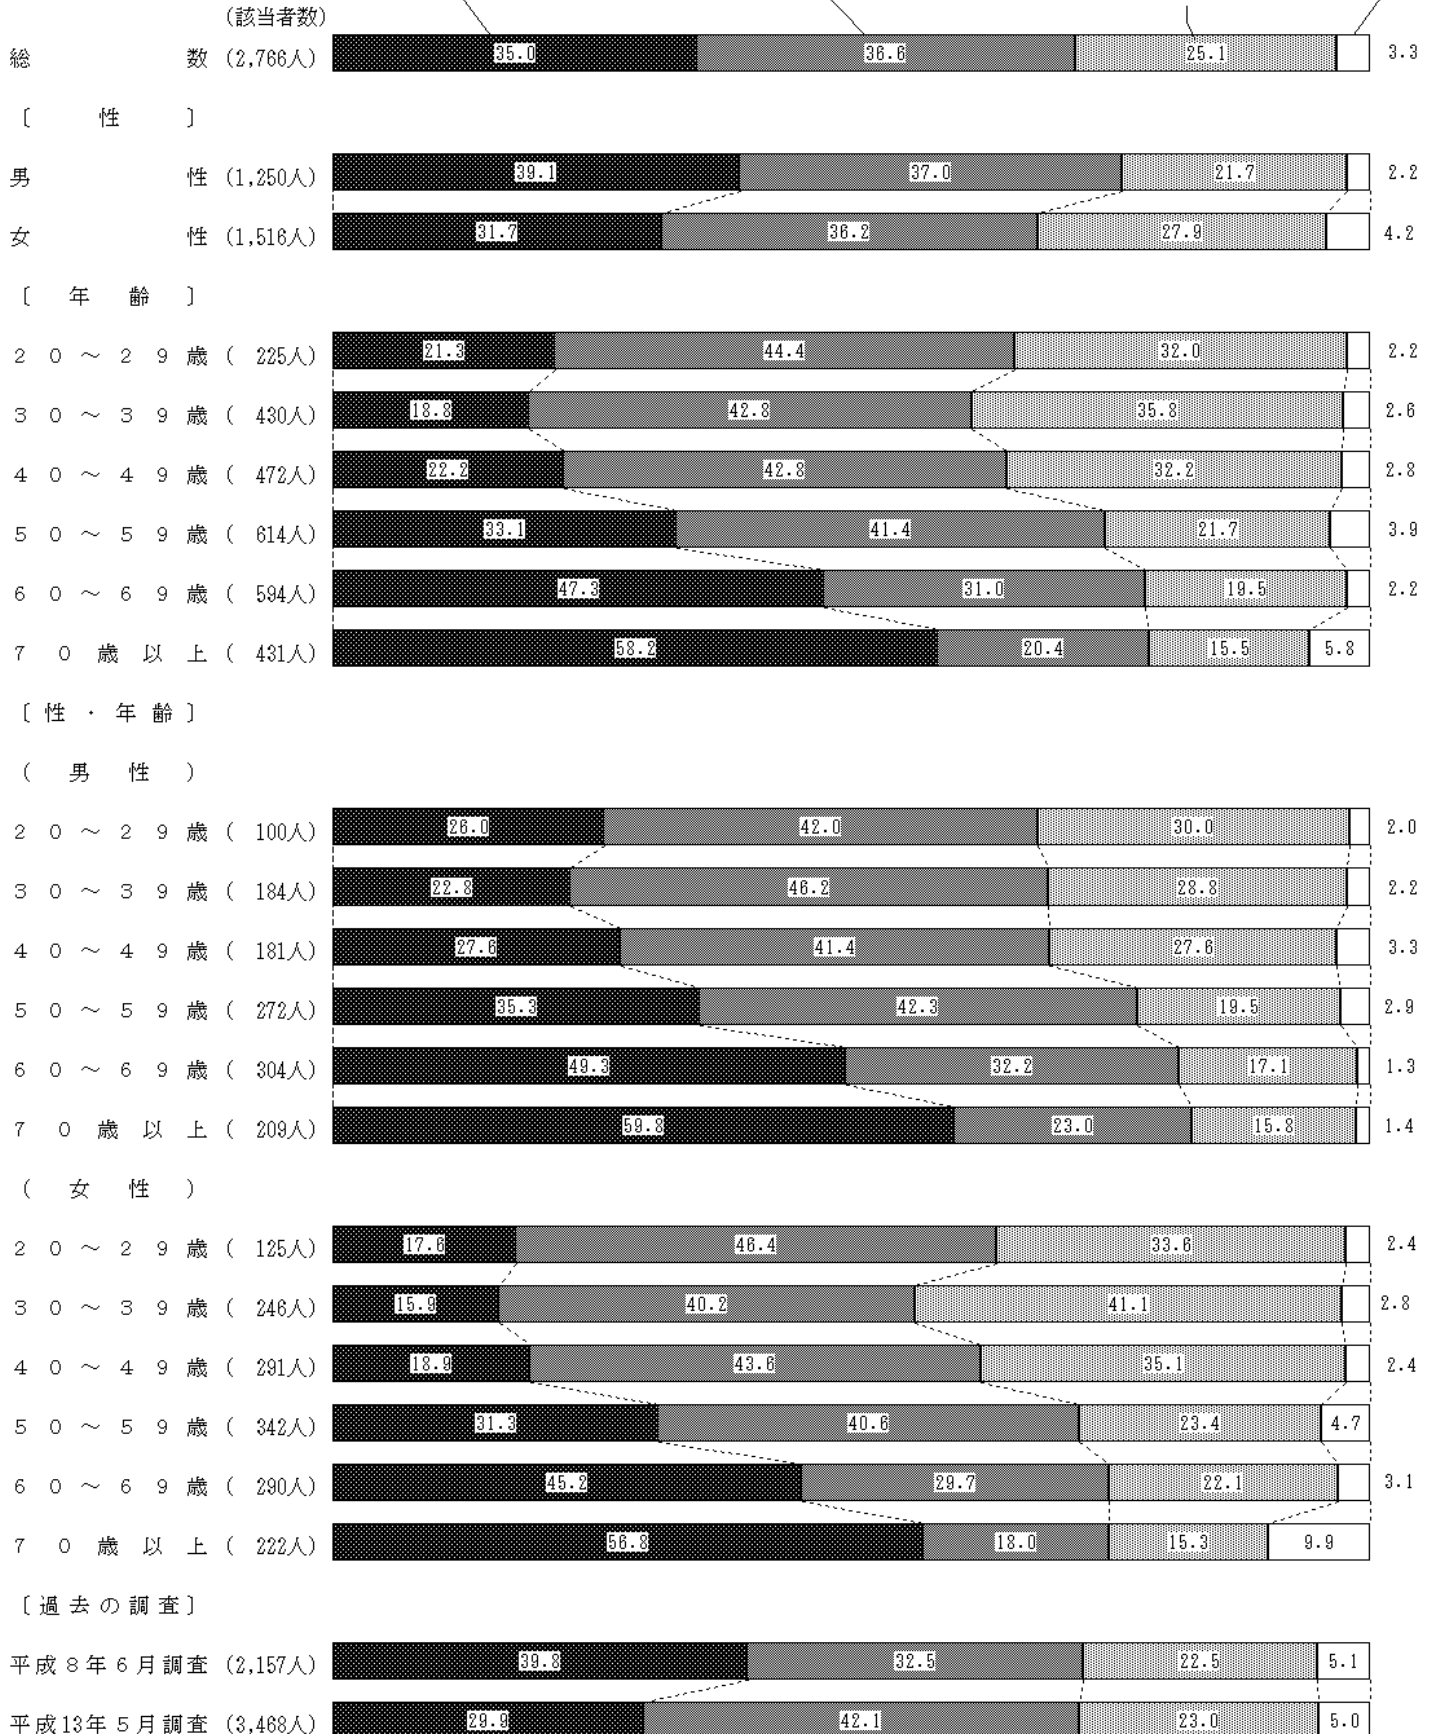 (該当者数)
総数 (2,766人) 35.0 36.6 25.1 3.3
〔性〕
男性 (1,250人) 39.1 37.0 21.7 2.2
女性 (1,516人) 31.7 36.2 27.9 4.2
〔年齢〕
２０～２９歳 ( 225人) 21.3 44.4 32.0 2.2
３０～３９歳 ( 430人) 18.8 42.8 35.8 2.6
４０～４９歳 ( 472人) 22.2 42.8 32.2 2.8
５０～５９歳 ( 614人) 33.1 41.4 21.7 3.9
６０～６９歳 ( 594人) 47.3 31.0 19.5 2.2
７０歳以上 ( 431人) 58.2 20.4 15.5 5.8
〔性・年齢〕
(男性)
２０～２９歳 ( 100人) 26.0 42.0 30.0 2.0
３０～３９歳 ( 184人) 22.8 46.2 28.8 2.2
４０～４９歳 ( 181人) 27.6 41.4 27.6 3.3
５０～５９歳 ( 272人) 35.3 42.3 19.5 2.9
６０～６９歳 ( 304人) 49.3 32.2 17.1 1.3
７０歳以上 ( 209人) 59.8 23.0 15.8 1.4
(女性)
２０～２９歳 ( 125人) 17.6 46.4 33.6 2.4
３０～３９歳 ( 246人) 15.9 40.2 41.1 2.8
４０～４９歳 ( 291人) 18.9 43.6 35.1 2.4
５０～５９歳 ( 342人) 31.3 40.6 23.4 4.7
６０～６９歳 ( 290人) 45.2 29.7 22.1 3.1
７０歳以上 ( 222人) 56.8 18.0 15.3 9.9
〔過去の調査〕
平成８年６月調査 (2,157人) 39.8 32.5 22.5 5.1
平成13年５月調査 (3,468人) 29.9 42.1 23.0 5.0